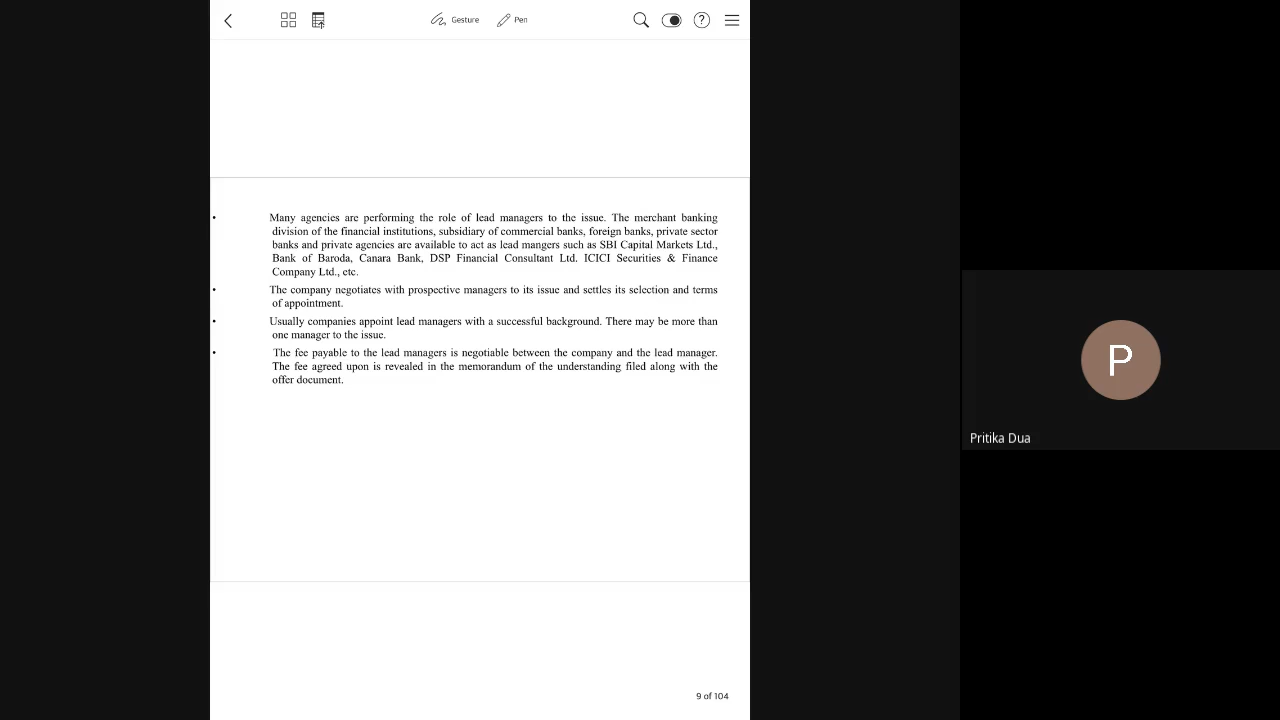 Gesture
Pen
?
• Many agencies are performing the role of lead managers to the issue. The merchant banking
division of the financial institutions, subsidiary of commercial banks, foreign banks, private sector
banks and private agencies are available to act as lead mangers such as SBI Capital Markets Ltd.,
Bank of Baroda, Canara Bank, DSP Financial Consultant Ltd. ICICI Securities & Finance
Company Ltd., etc.
• The company negotiates with prospective managers to its issue and settles its selection and terms
of appointment.
• Usually companies appoint lead managers with a successful background. There may be more than
one manager to the issue.
• The fee payable to the lead managers is negotiable between the company and the lead manager.
The fee agreed upon is revealed in the memorandum of the understanding filed along with the
offer document.
P
Pritika Dua
9 of 104